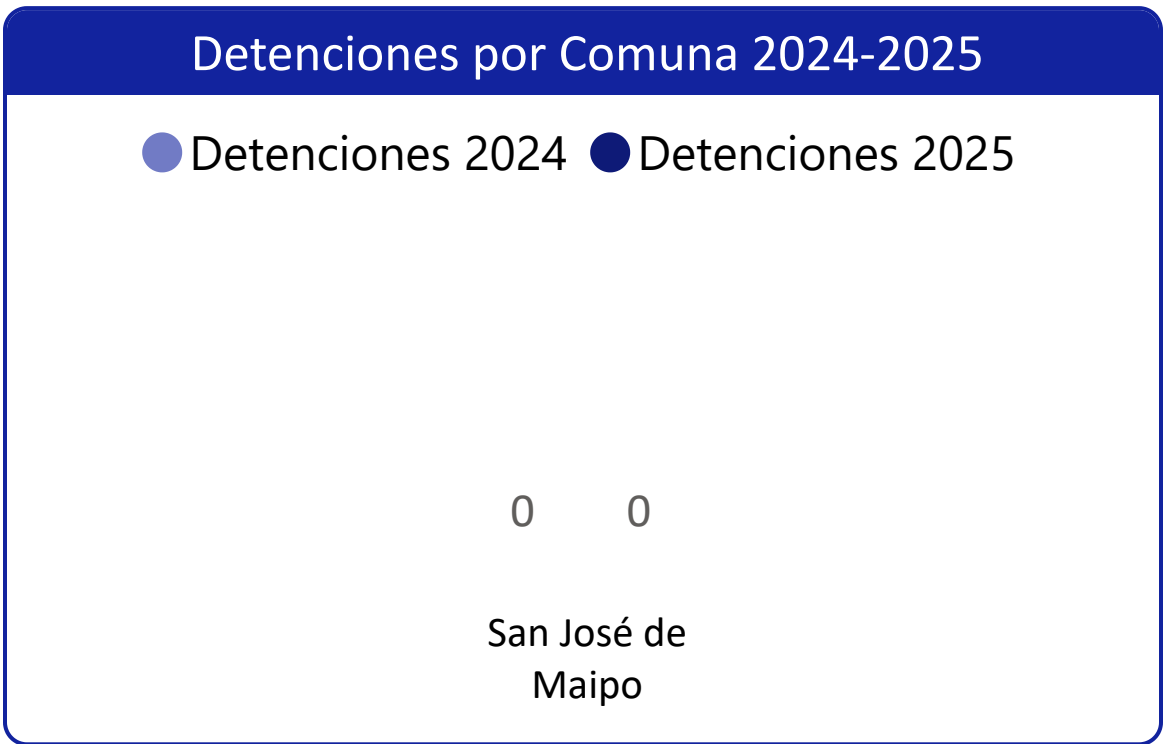 Detenciones por Comuna 2024-2025
Detenciones 2024 Detenciones 2025
0 0
San José de
Maipo